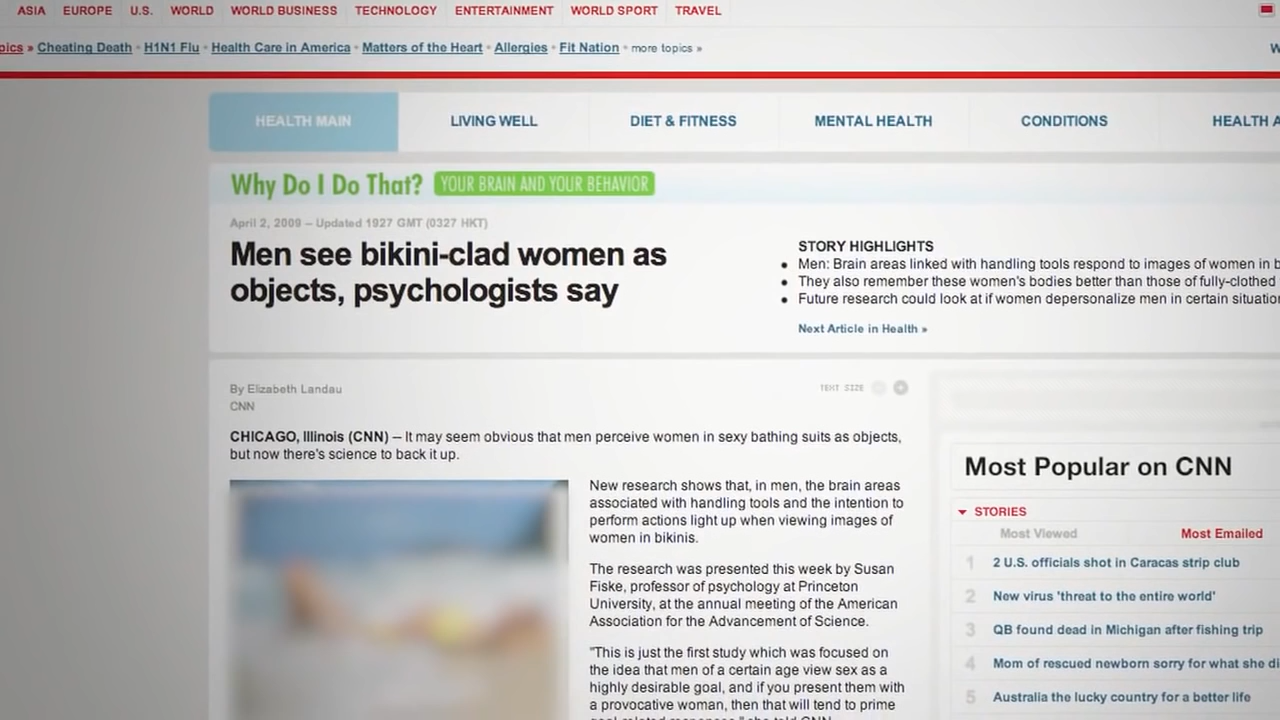 ASIA EUROPE U.S. WORLD WORLD BUSINESS TECHNOLOGY ENTERTAINMENT WORLD SPORT TRAVEL
» Cheating Death • H1N1 Flu • Health Care in America • Matters of the Heart • Allergies • Fit Nation • more topics »
HEALTH MAIN LIVING WELL DIET & FITNESS MENTAL HEALTH CONDITIONS HEALTH
Why Do I Do That? YOUR BRAIN AND YOUR BEHAVIOR
April 2, 2009 – Updated 1927 GMT (0327 HKT)
Men see bikini-clad women as
objects, psychologists say
STORY HIGHLIGHTS
• Men: Brain areas linked with handling tools respond to images of women in
• They also remember these women's bodies better than those of fully-clothed
• Future research could look at if women depersonalize men in certain
Next Article in Health »
By Elizabeth Landau
CNN
TEXT SIZE
CHICAGO, Illinois (CNN) – It may seem obvious that men perceive women in sexy bathing suits as objects,
but now there's science to back it up.
New research shows that, in men, the brain areas
associated with handling tools and the intention to
perform actions light up when viewing images of
women in bikinis.
The research was presented this week by Susan
Fiske, professor of psychology at Princeton
University, at the annual meeting of the American
Association for the Advancement of Science.
"This is just the first study which was focused on
the idea that men of a certain age view sex as a
highly desirable goal, and if you present them with
a provocative woman, then that will tend to prime
Most Popular on CNN
STORIES
Most Viewed Most Emailed
1 2 U.S. officials shot in Caracas strip club
2 New virus 'threat to the entire world'
3 QB found dead in Michigan after fishing trip
4 Mom of rescued newborn sorry for what she
5 Australia the lucky country for a better life